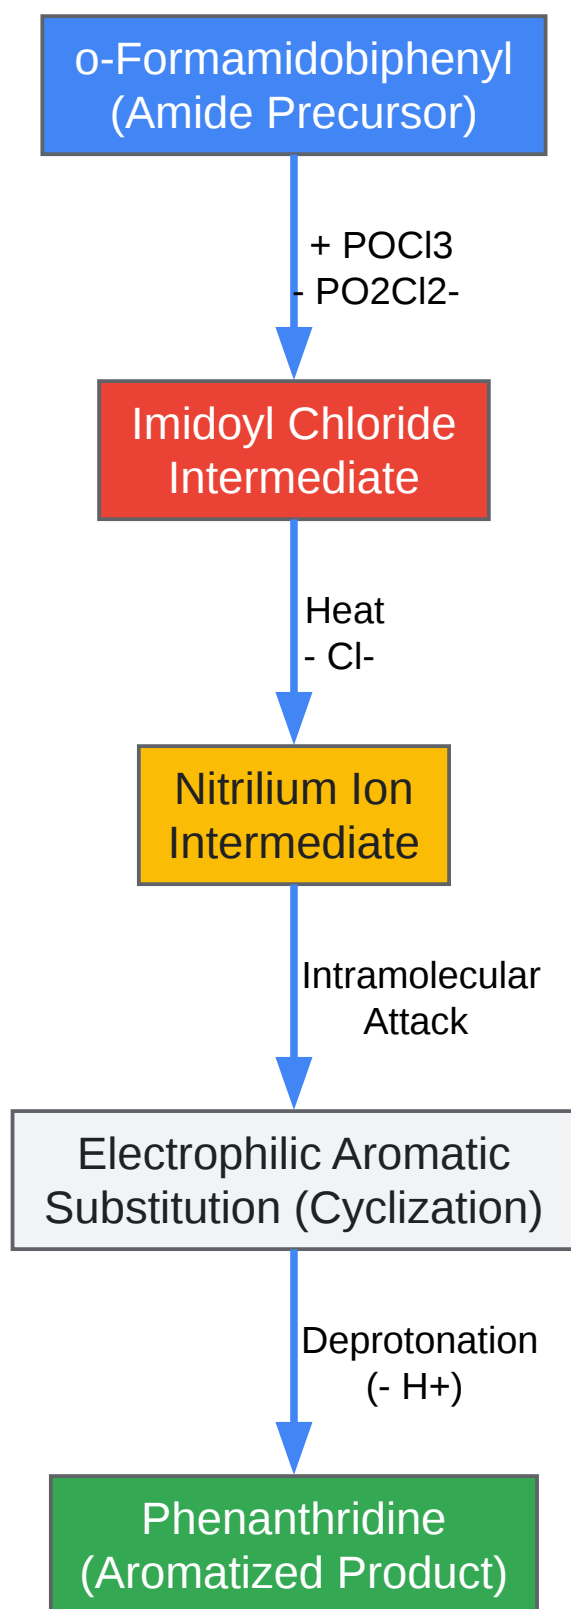 o-Formamidobiphenyl
(Amide Precursor)
+ POCl3
- PO2Cl2-
Imidoyl Chloride
Intermediate
Heat
- Cl-
Nitrilium Ion
Intermediate
Intramolecular
Attack
Electrophilic Aromatic
Substitution (Cyclization)
Deprotonation
(- H+)
Phenanthridine
(Aromatized Product)